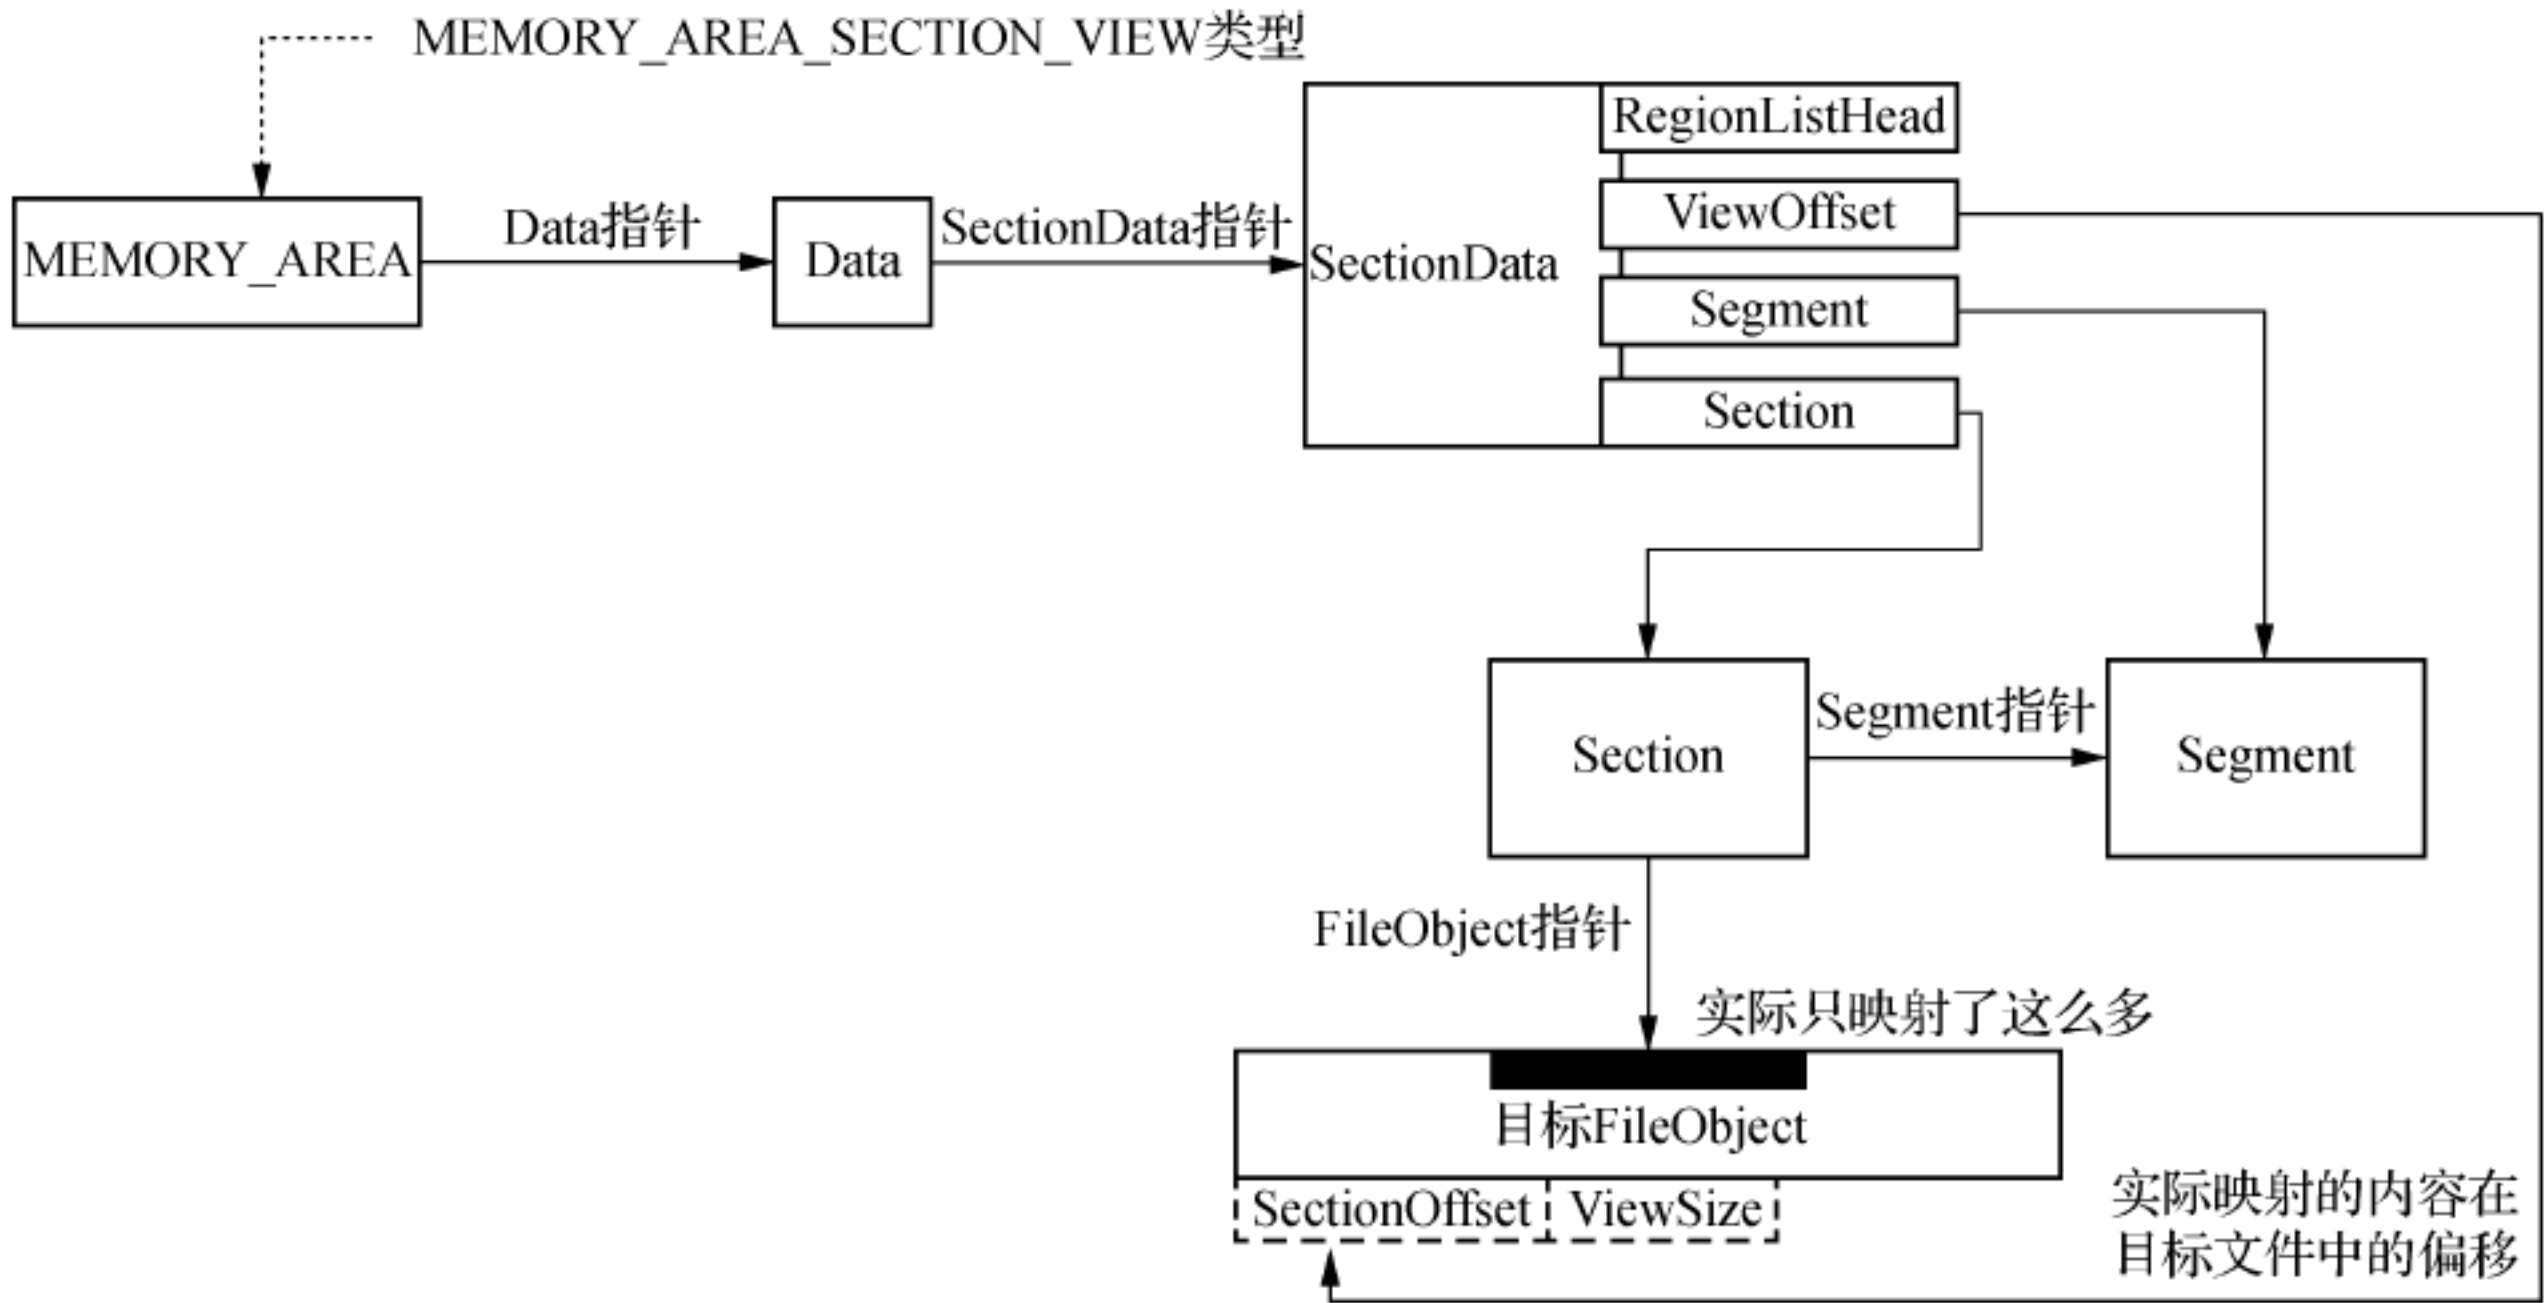 MEMORY_AREA_SECTION_VIEW类型
RegionListHead
ViewOffset
MEMORY_AREA
Data指针
Data
SectionData指针
SectionData
Segment
Section
Section
Segment指针
Segment
FileObject指针
实际只映射了这么多
目标FileObject
SectionOffset
ViewSize
实际映射的内容在
目标文件中的偏移